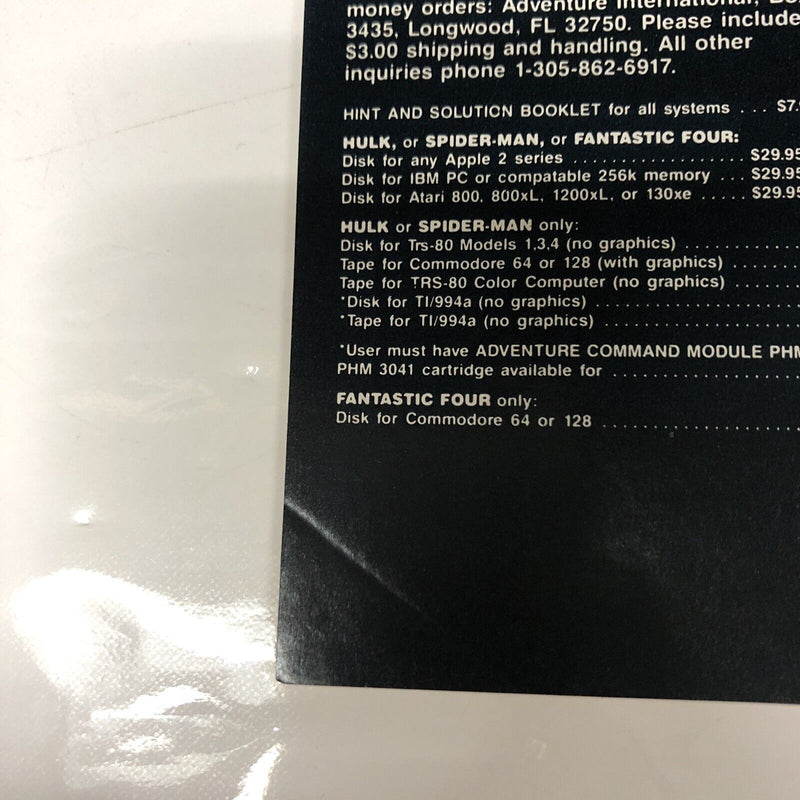 money orders: Adventure International,
3435, Longwood, FL 32750. Please include
$3.00 shipping and handling. All other
inquiries phone 1-305-862-6917.
HINT AND SOLUTION BOOKLET for all systems ... $7.
HULK, or SPIDER-MAN, or FANTASTIC FOUR:
Disk for any Apple 2 series .................. $29.95
Disk for IBM PC or compatable 256k memory ... $29.95
Disk for Atari 800, 800xL, 1200xL, or 130xe ..... $29.95
HULK or SPIDER-MAN only:
Disk for Trs-80 Models 1,3,4 (no graphics) ............
Tape for Commodore 64 or 128 (with graphics) .......
Tape for TRS-80 Color Computer (no graphics) .......
*Disk for TI/994a (no graphics) ........................
*Tape for TI/994a (no graphics) .......................
*User must have ADVENTURE COMMAND MODULE PHM
PHM 3041 cartridge available for .....................
FANTASTIC FOUR only:
Disk for Commodore 64 or 128 .......................